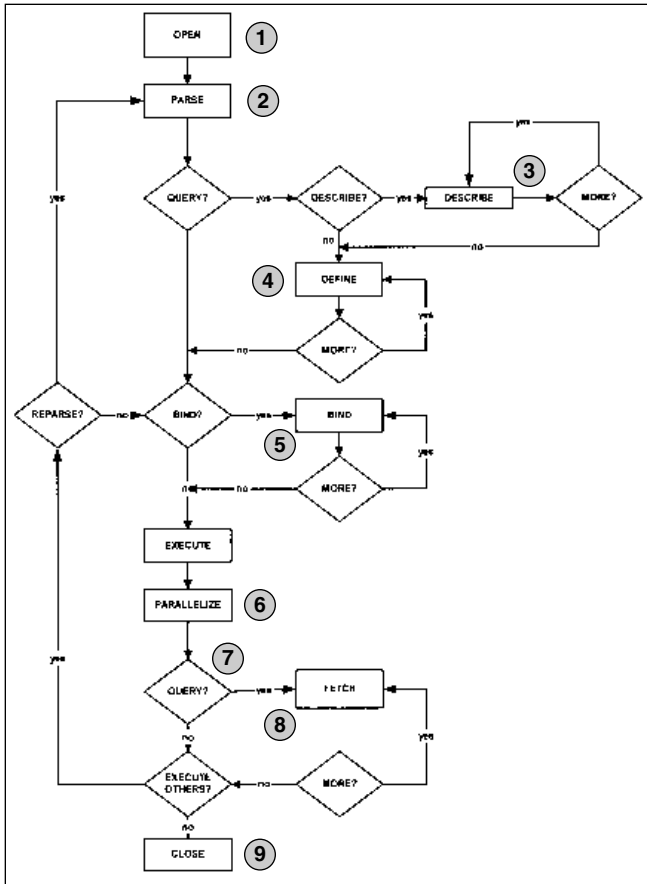 OPEN 1
PARSE 2
yes
QUERY? yes DESCRIBE? yes DESCRIBE 3 MORE?
yes
no
no
4 DEFINE
yes
no MORE?
REPARSE? no BIND? yes BIND
5
yes
no no MORE?
EXECUTE
PARALLELIZE 6
yes
7
QUERY? yes FETCH
8
no
yes
EXECUTE OTHERS? no MORE?
no
CLOSE 9